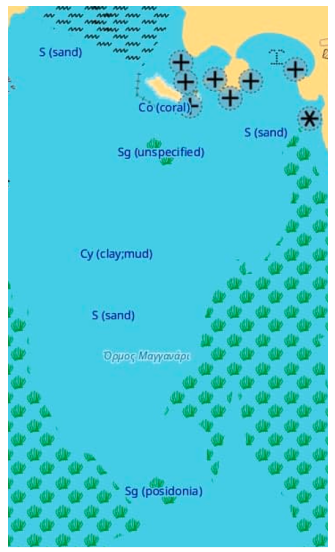 S (sand)
Co (coral)
S (sand)
Sg (unspecified)
Cy (clay;mud)
S (sand)
Όρμος Μαγγανάρι
Sg (posidonia)